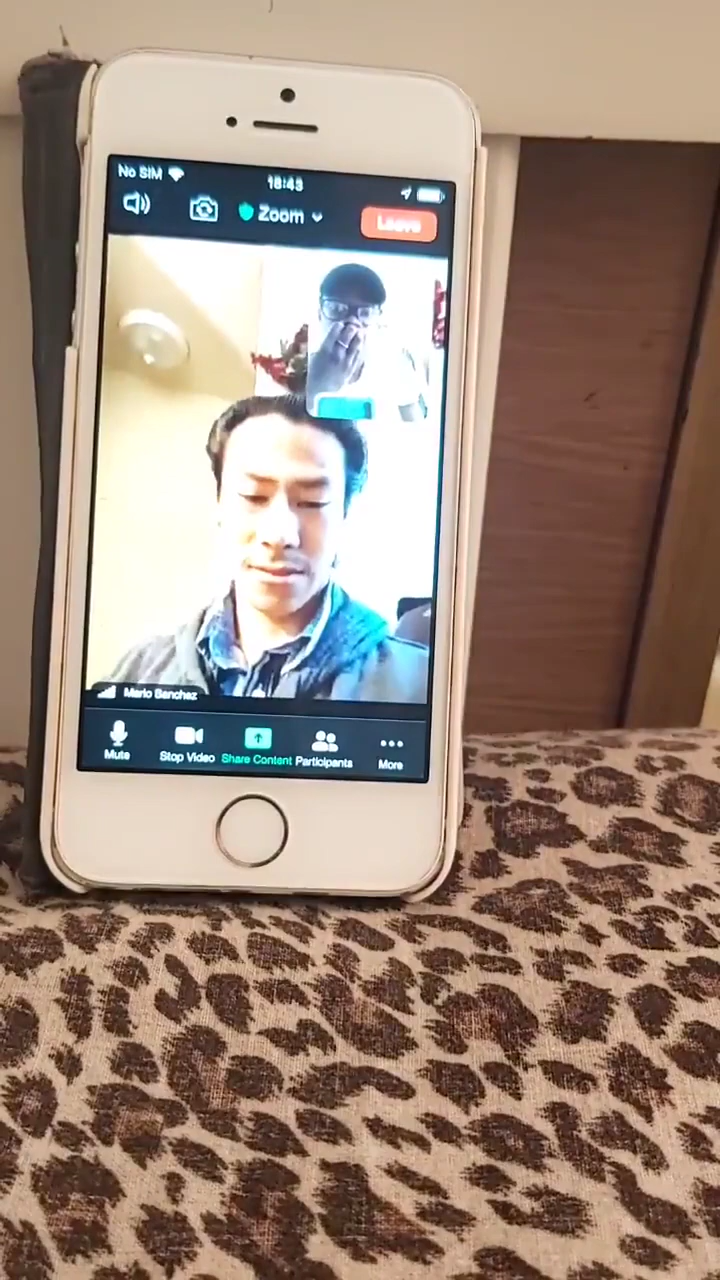 No SIM 18:43
Zoom Leave
Mario Sanchez
Mute Stop Video Share Content Participants More